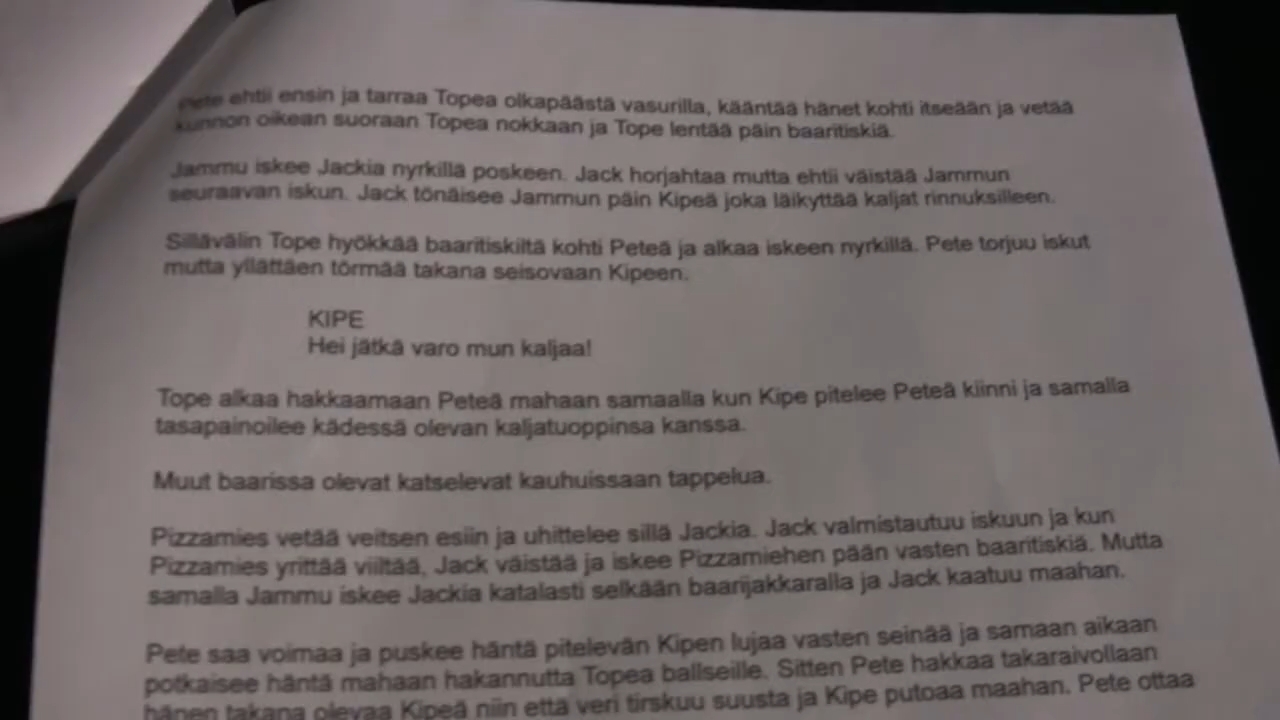 Pete ehtii ensin ja tarraa Topea olkapäästä vasurilla, kääntää hänet kohti itseään ja vetää
kunnon oikean suoraan Topea nokkaan ja Tope lentää päin baaritiskiä.
Jammu iskee Jackia nyrkillä poskeen. Jack horjahtaa mutta ehtii väistää Jammun
seuraavan iskun. Jack tönäisee Jammun päin Kipeä joka läikyttää kaljat rinnuksilleen.
Sillävälin Tope hyökkää baaritiskiltä kohti Peteä ja alkaa iskeen nyrkillä. Pete torjuu iskut
mutta yllättäen törmää takana seisovaan Kipeen.
KIPE
Hei jätkä varo mun kaljaa!
Tope alkaa hakkaamaan Peteä mahaan samaalla kun Kipe pitelee Peteä kiinni ja samalla
tasapainoilee kädessä olevan kaljatuoppinsa kanssa.
Muut baarissa olevat katselevat kauhuissaan tappelua.
Pizzamies vetää veitsen esiin ja uhittelee sillä Jackia. Jack valmistautuu iskuun ja kun
Pizzamies yrittää viiltää, Jack väistää ja iskee Pizzamiehen pään vasten baaritiskiä. Mutta
samalla Jammu iskee Jackia katalasti selkään baarijakkaralla ja Jack kaatuu maahan.
Pete saa voimaa ja puskee häntä pitelevän Kipen lujaa vasten seinää ja samaan aikaan
potkaisee häntä mahaan hakannutta Topea ballseille. Sitten Pete hakkaa takaraivollaan
hänen takana olevaa Kipeä niin että veri tirskuu suusta ja Kipe putoaa maahan. Pete ottaa